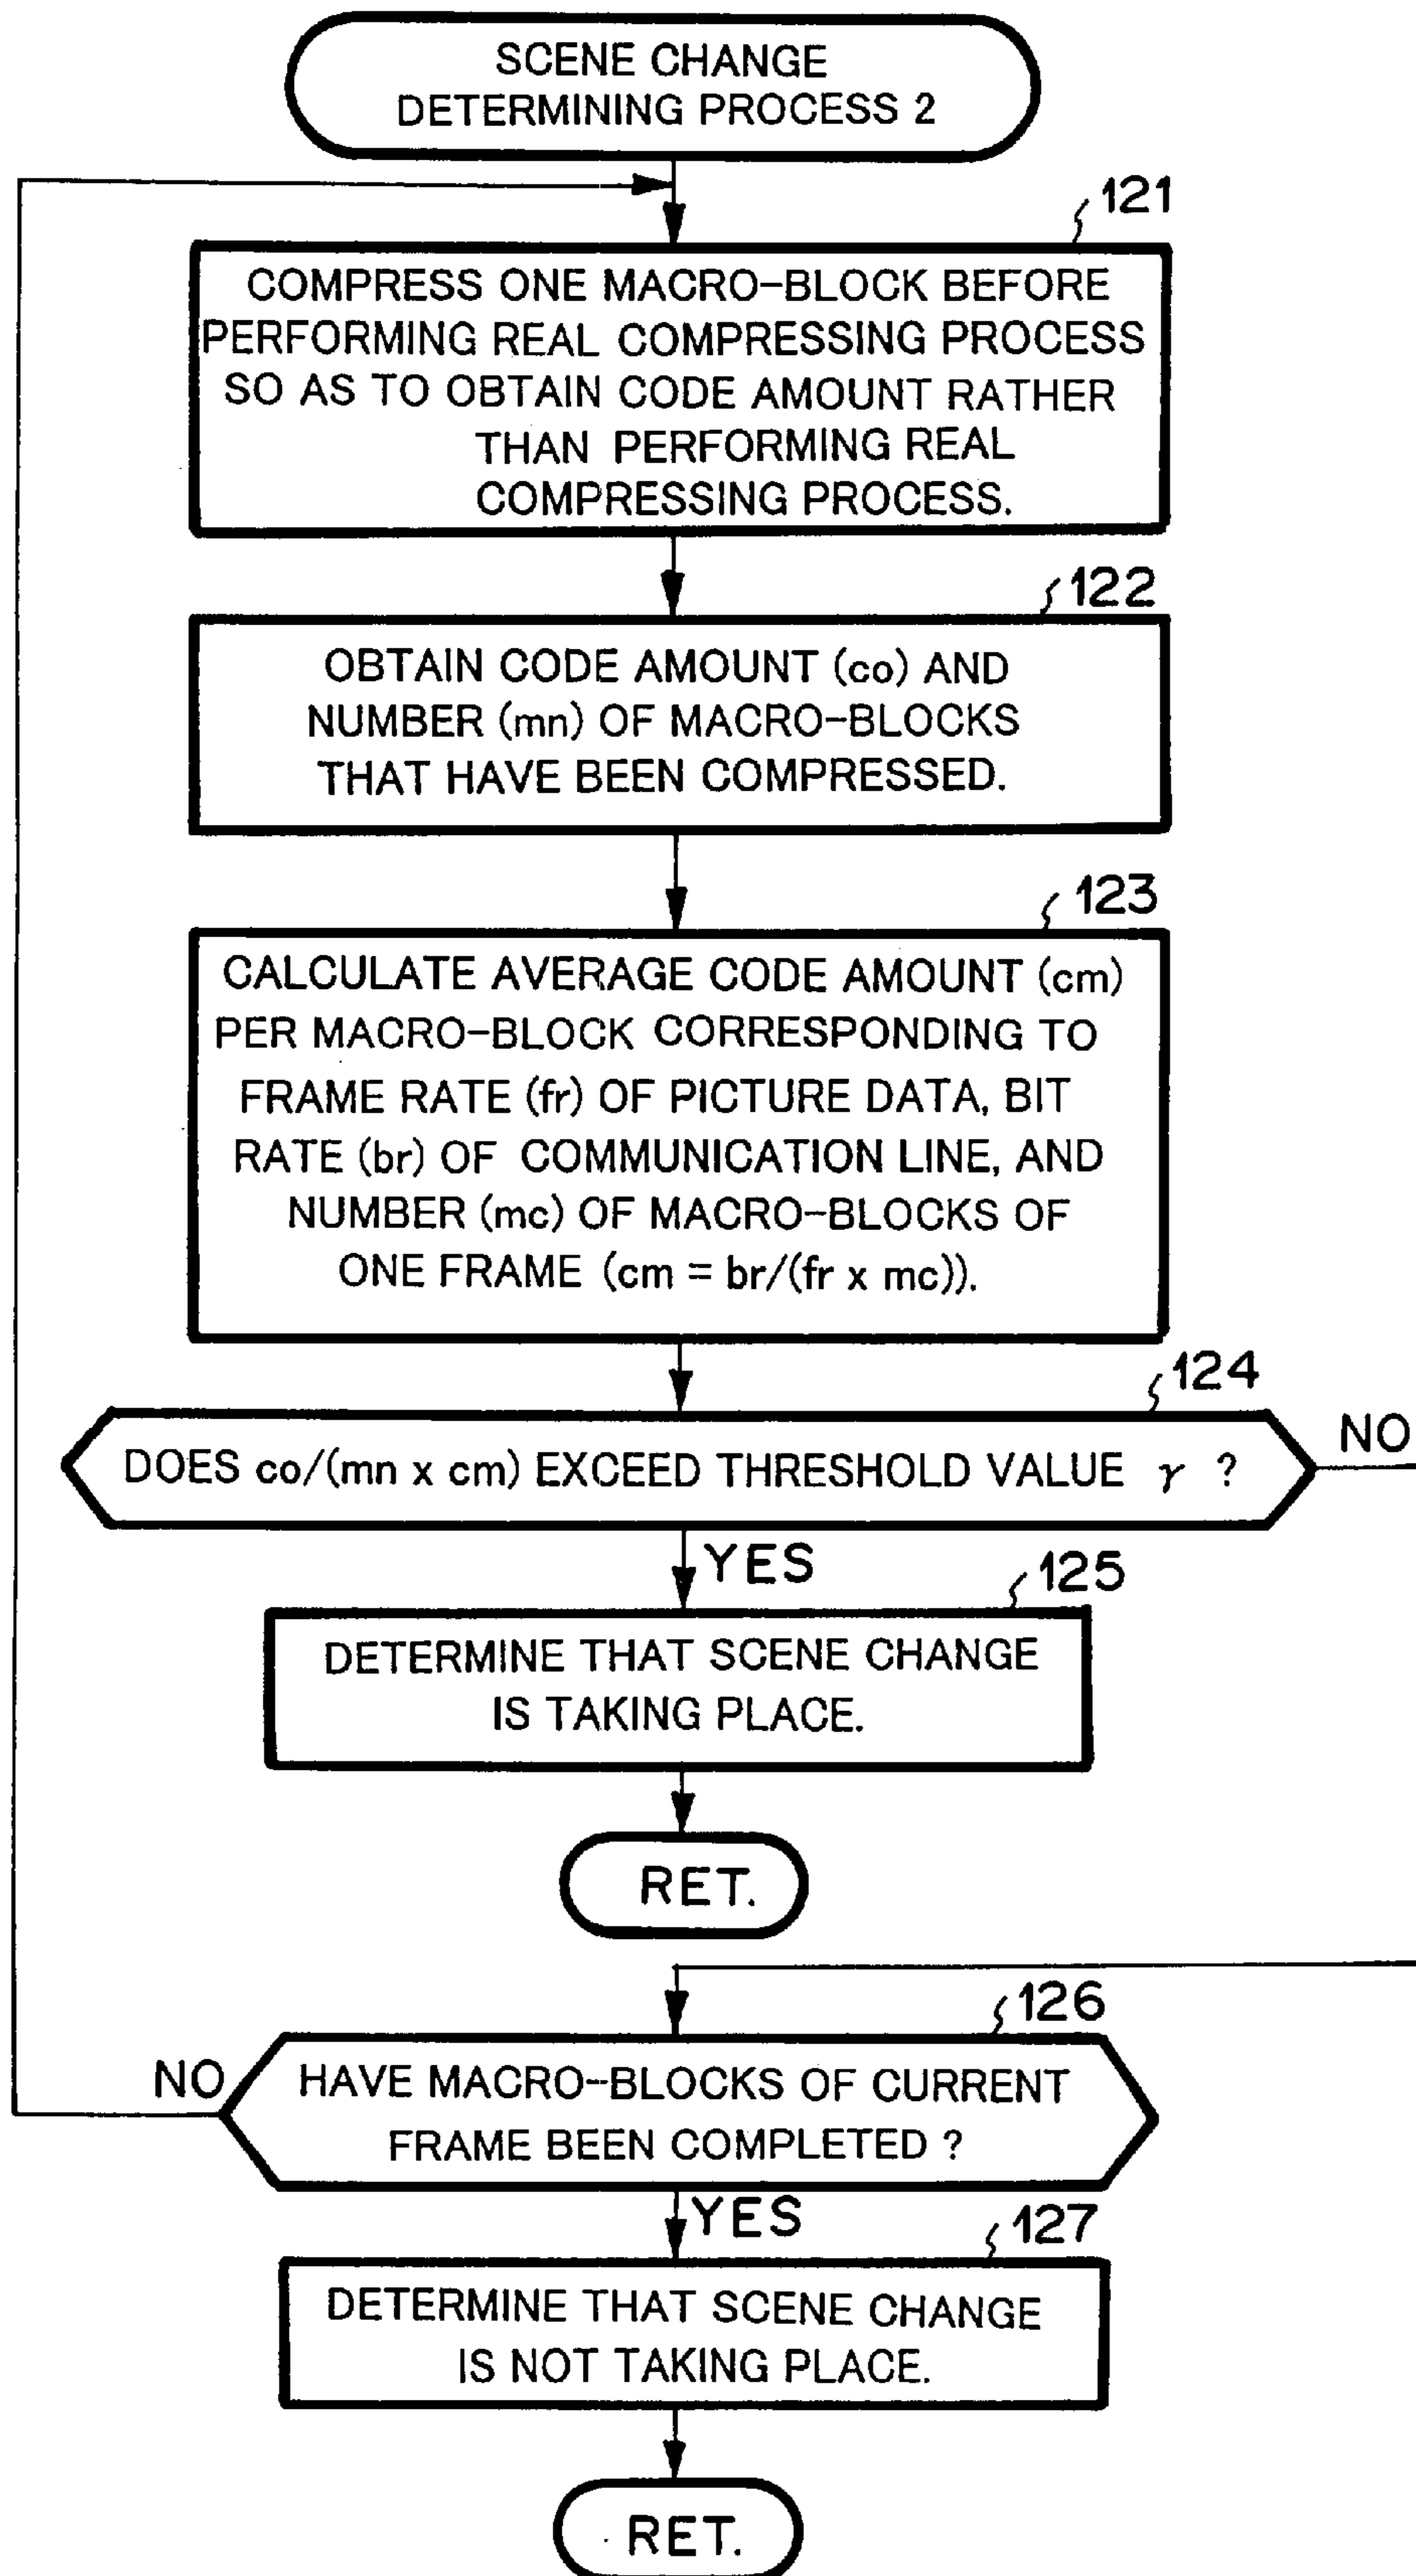 SCENE CHANGE
DETERMINING PROCESS 2
121
COMPRESS ONE MACRO-BLOCK BEFORE
PERFORMING REAL COMPRESSING PROCESS
SO AS TO OBTAIN CODE AMOUNT RATHER
THAN PERFORMING REAL
COMPRESSING PROCESS.
122
OBTAIN CODE AMOUNT (co) AND
NUMBER (mn) OF MACRO-BLOCKS
THAT HAVE BEEN COMPRESSED.
123
CALCULATE AVERAGE CODE AMOUNT (cm)
PER MACRO-BLOCK CORRESPONDING TO
FRAME RATE (fr) OF PICTURE DATA, BIT
RATE (br) OF COMMUNICATION LINE, AND
NUMBER (mc) OF MACRO-BLOCKS OF
ONE FRAME (cm = br/(fr x mc)).
124
DOES co/(mn x cm) EXCEED THRESHOLD VALUE γ ?
NO
YES
125
DETERMINE THAT SCENE CHANGE
IS TAKING PLACE.
RET.
126
NO
HAVE MACRO-BLOCKS OF CURRENT
FRAME BEEN COMPLETED ?
YES
127
DETERMINE THAT SCENE CHANGE
IS NOT TAKING PLACE.
RET.